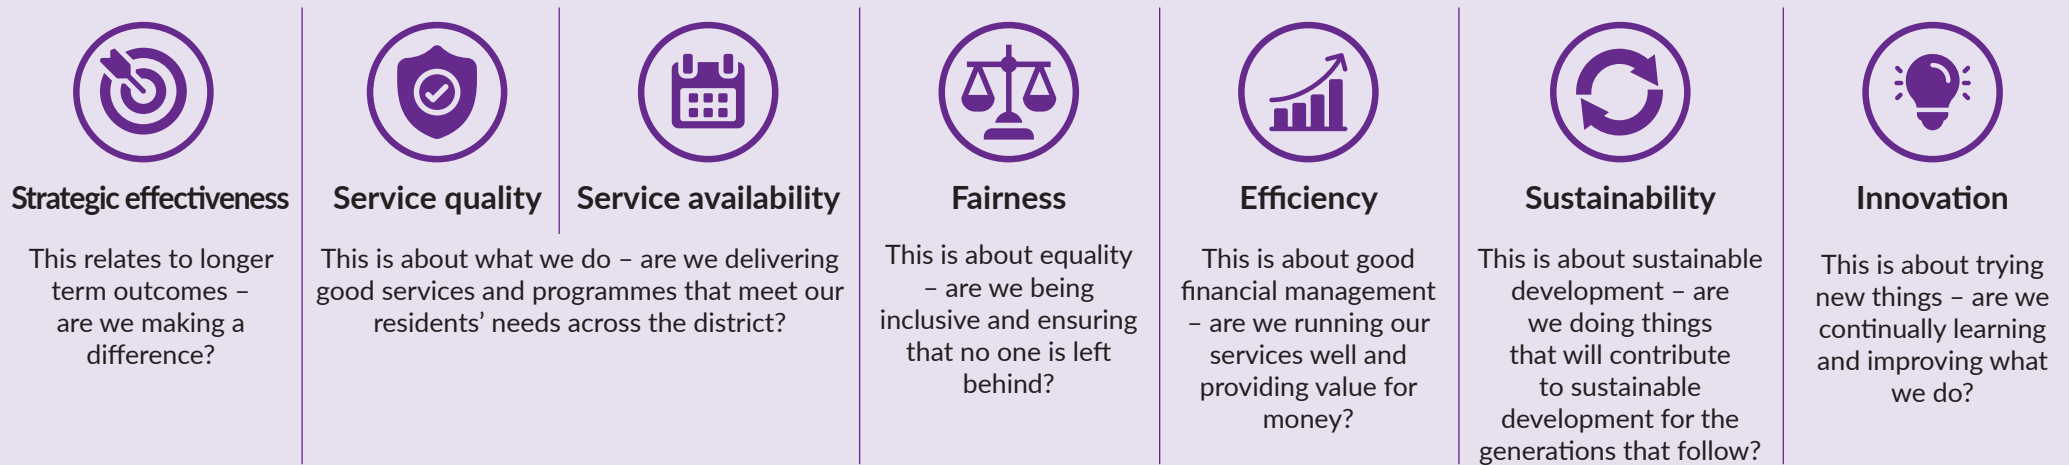 Strategic effectiveness
This relates to longer
term outcomes –
are we making a
difference?
Service quality
Service availability
This is about what we do – are we delivering
good services and programmes that meet our
residents’ needs across the district?
Fairness
This is about equality
– are we being
inclusive and ensuring
that no one is left
behind?
Efficiency
This is about good
financial management
– are we running our
services well and
providing value for
money?
Sustainability
This is about sustainable
development – are
we doing things
that will contribute
to sustainable
development for the
generations that follow?
Innovation
This is about trying
new things – are we
continually learning
and improving what
we do?